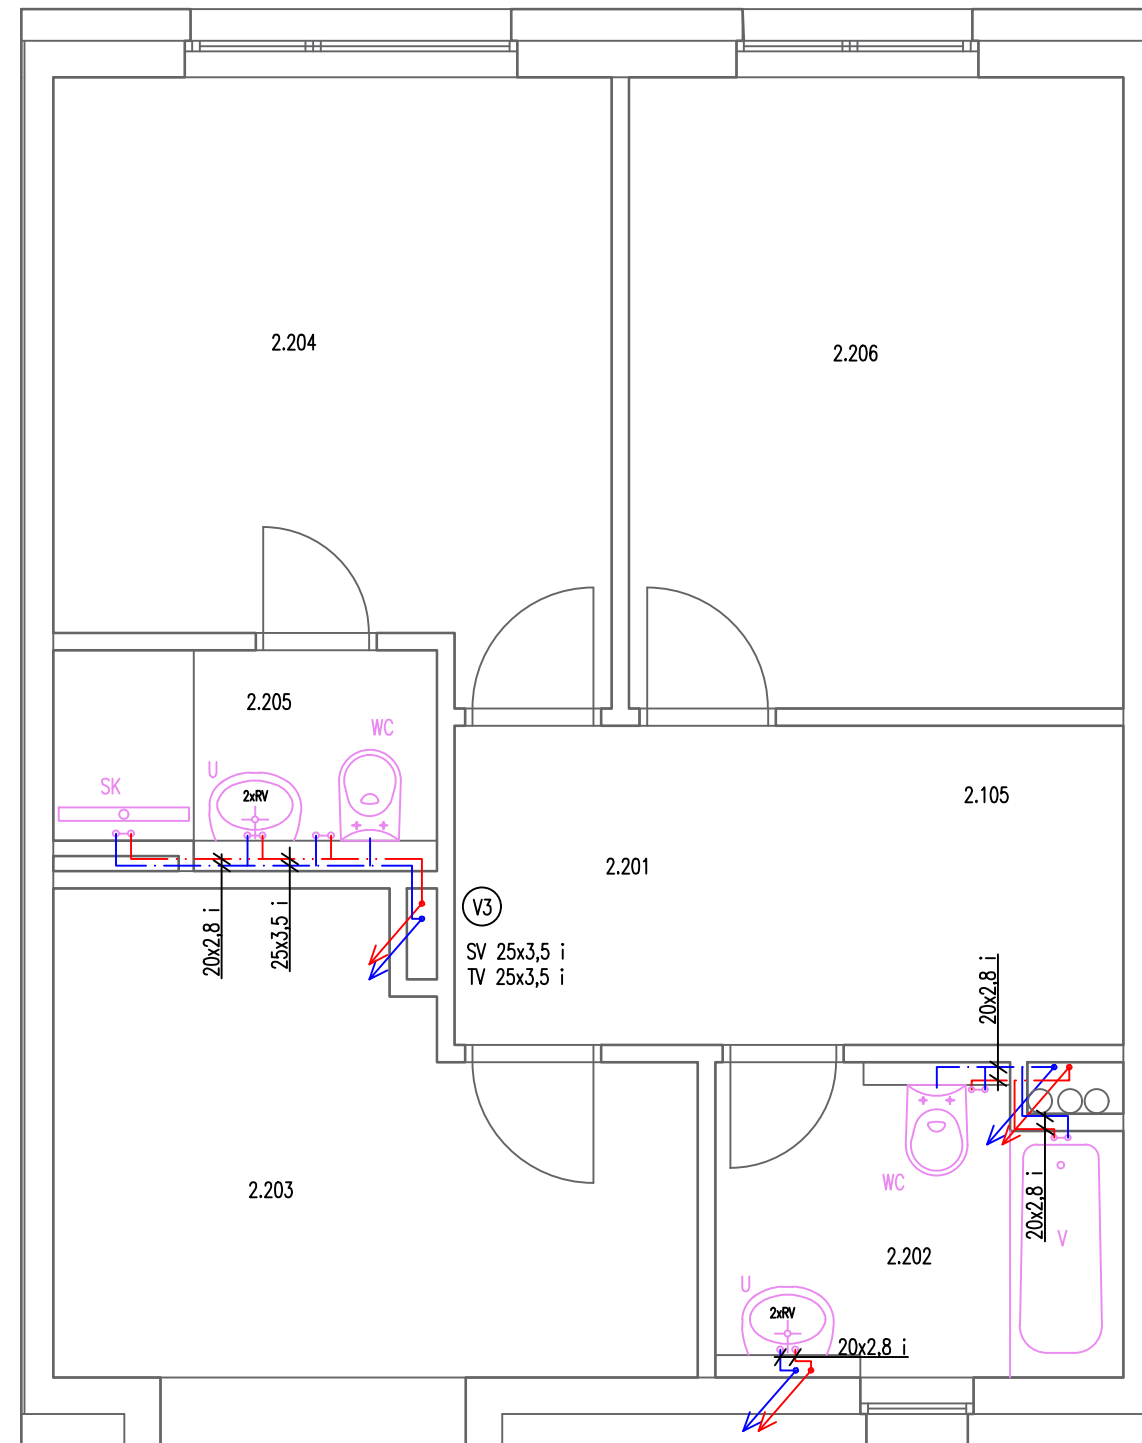 2.204
2.206
2.205
WC
U
SK
2xRV
2.105
2.201
20x2,8 i
25x3,5 i
V3
SV 25x3,5 i
TV 25x3,5 i
20x2,8 i
2.203
WC
20x2,8 i
V
2.202
U
2xRV
20x2,8 i